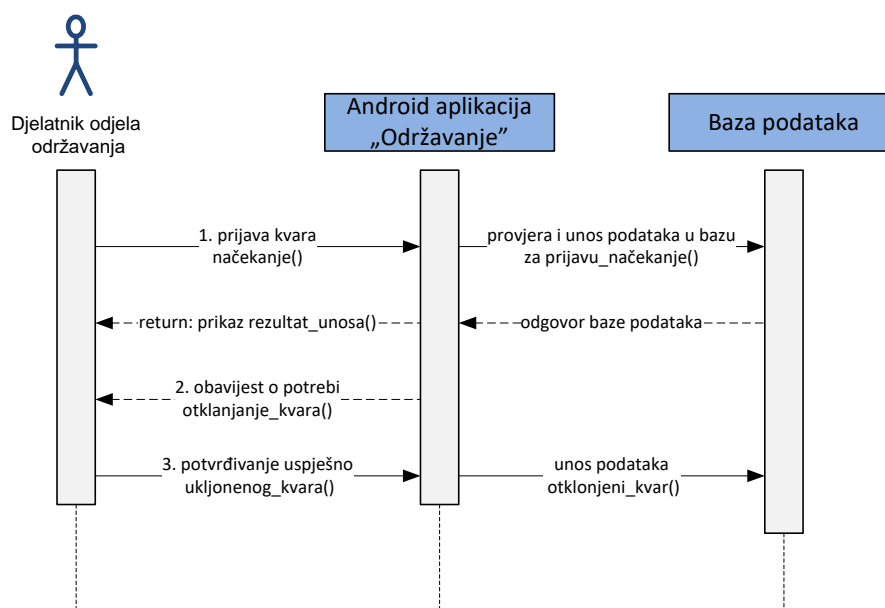 Djelatnik odjela
održavanja
Android aplikacija
„Održavanje”
Baza podataka
1. prijava kvara
načekanje()
provjera i unos podataka u bazu
za prijavu_načekanje()
return: prikaz rezultat_unosa()
odgovor baze podataka
2. obavijest o potrebi
otklanjanje_kvara()
3. potvrđivanje uspješno
ukljonenog_kvara()
unos podataka
otklonjeni_kvar()